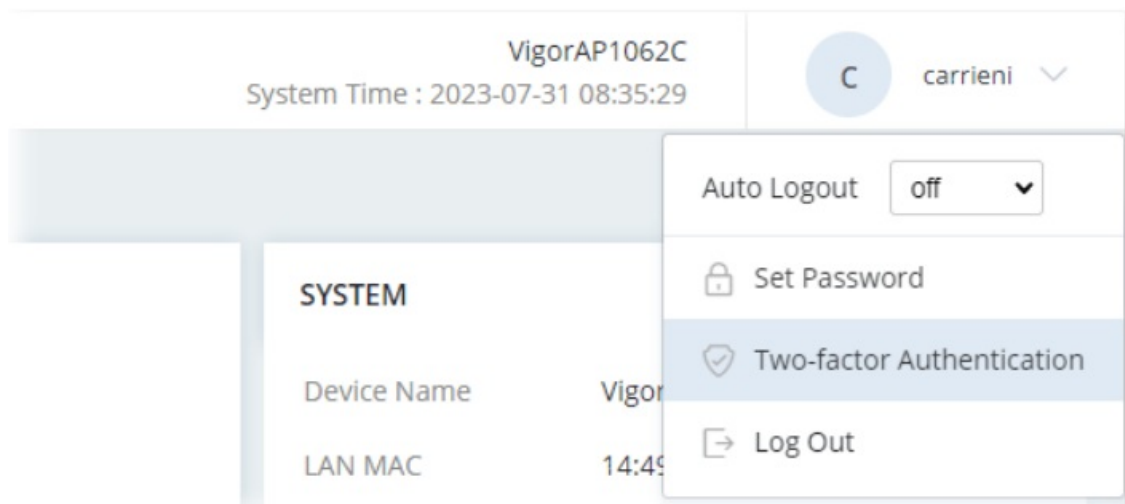 VigorAP1062C
System Time : 2023-07-31 08:35:29
C carrieni
Auto Logout off
Set Password
Two-factor Authentication
Log Out
SYSTEM
Device Name Vigor
LAN MAC 14:49